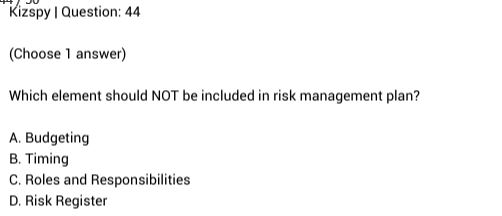 Kizspy | Question: 44
(Choose 1 answer)
Which element should NOT be included in risk management plan?
A. Budgeting
B. Timing
C. Roles and Responsibilities
D. Risk Register